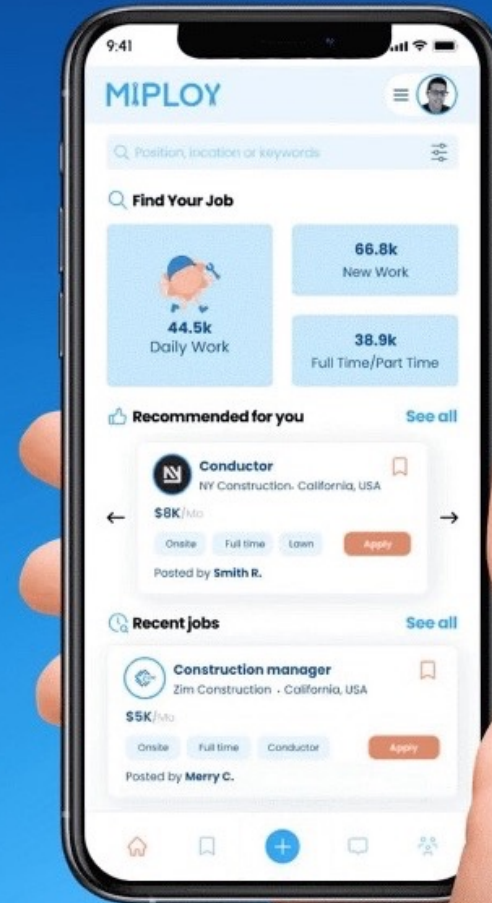 9:41
MIPLOY
Position, location or keywords
Find Your Job
44.5k
Daily Work
66.8k
New Work
38.9k
Full Time/Part Time
Recommended for you See all
Conductor
NY Construction. California, USA
$8K/Mo
Onsite Full time Lawn Apply
Posted by Smith R.
Recent jobs See all
Construction manager
Zim Construction . California, USA
$5K/Mo
Onsite Full time Conductor Apply
Posted by Merry C.